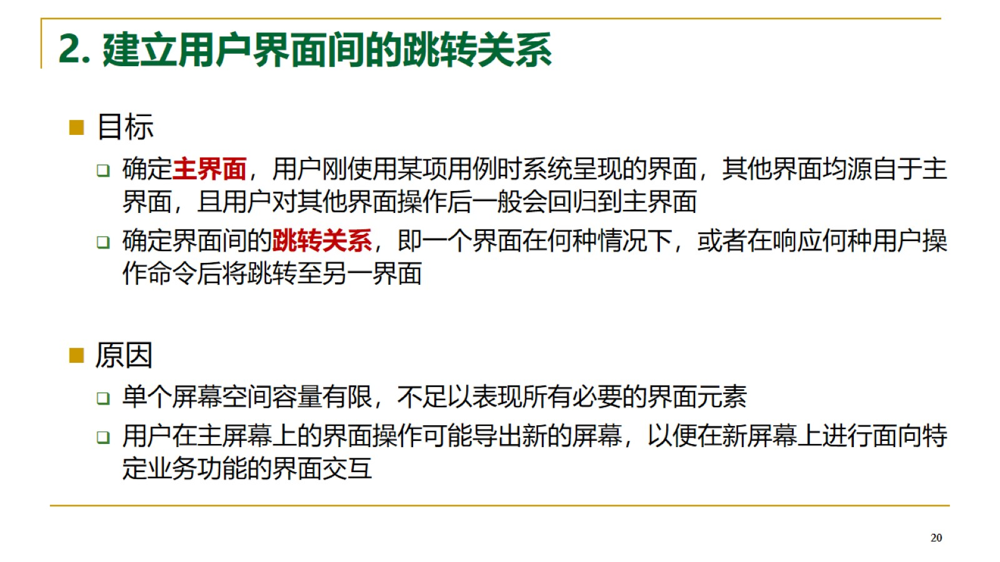 2. 建立用户界面间的跳转关系
目标
确定主界面，用户刚使用某项用例时系统呈现的界面，其他界面均源自于主
界面，且用户对其他界面操作后一般会回归到主界面
确定界面间的跳转关系，即一个界面在何种情况下，或者在响应何种用户操
作命令后将跳转至另一界面
原因
单个屏幕空间容量有限，不足以表现所有必要的界面元素
用户在主屏幕上的界面操作可能导出新的屏幕，以便在新屏幕上进行面向特
定业务功能的界面交互
20